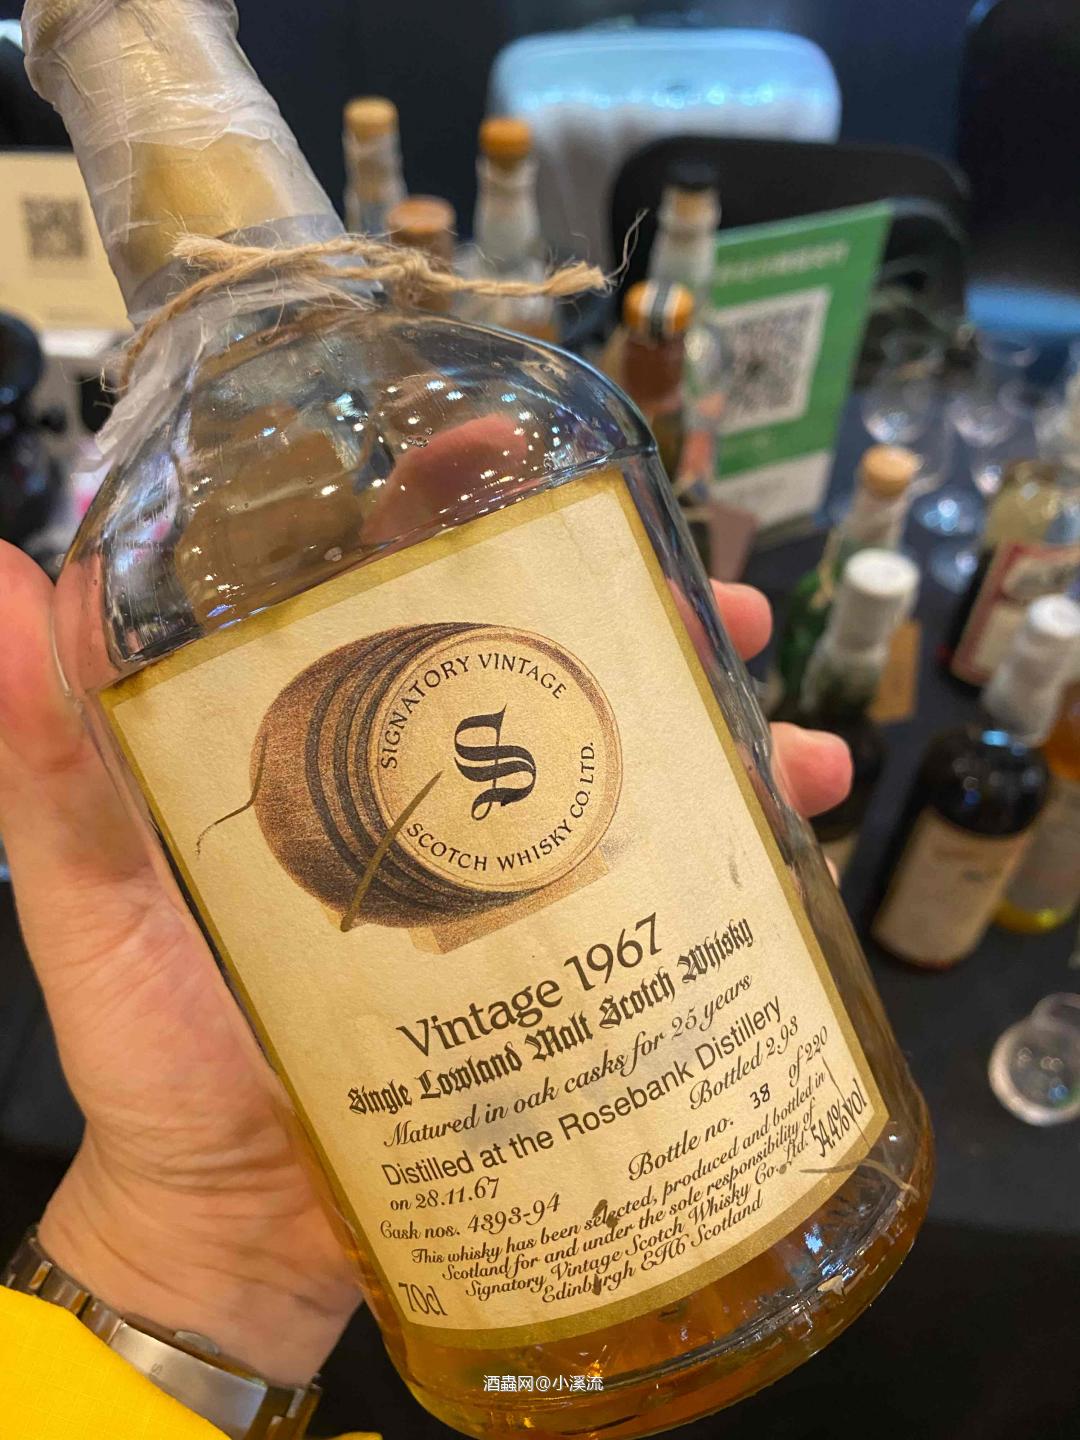 SIGNATORY VINTAGE
S
SCOTCH WHISKY CO. LTD.
Vintage 1967
Single Lowland Malt Scotch Whisky
Matured in oak casks for 25 years
Distilled at the Rosebank Distillery
on 28.11.67
Bottled 2.93
Cask nos. 4393-94
Bottle no. 38 of 220
This whisky has been selected, produced and bottled in
Scotland for and under the sole responsibility of
Signatory Vintage Scotch Whisky Co. Ltd.
Edinburgh EH6 Scotland
70cl
54.4%vol
酒蟲网@小溪流